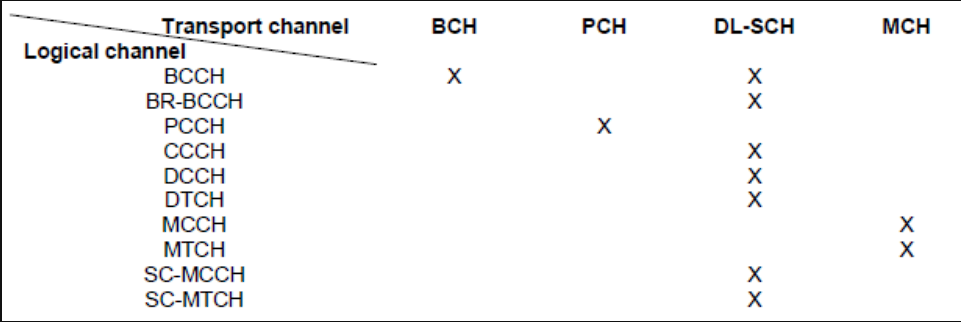 Transport channel BCH PCH DL-SCH MCH
Logical channel
BCCH X X
BR-BCCH X
PCCH X
CCCH X
DCCH X
DTCH X
MCCH X
MTCH X
SC-MCCH X
SC-MTCH X